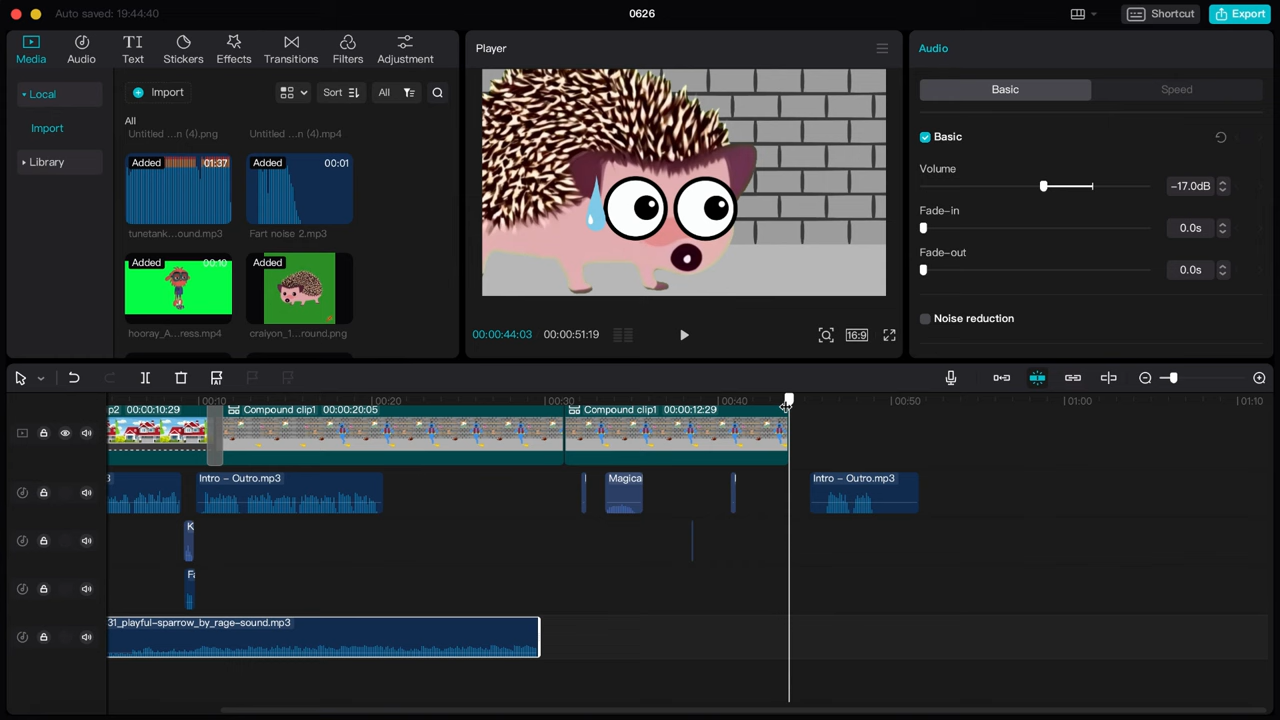 Auto saved: 19:44:40
0626
Shortcut
Export
Media
Audio
Text
Stickers
Effects
Transitions
Filters
Adjustment
Local
Import
Library
Import
Sort
All
All
Untitled ...n (4).png
Untitled ...n (4).mp4
Added
01:37
Added
00:01
tunetank...ound.mp3
Fart noise 2.mp3
Added
00:10
Added
hooray_A...ress.mp4
craiyon_1...round.png
Player
00:00:44:03
00:00:51:19
16:9
Audio
Basic
Speed
Basic
Volume
-17.0dB
Fade-in
0.0s
Fade-out
0.0s
Noise reduction
00:10
00:20
00:30
00:40
00:50
01:00
01:10
p2 00:00:10:29
Compound clip1 00:00:20:05
Compound clip1 00:00:12:29
Intro - Outro.mp3
Magica
Intro - Outro.mp3
K
Fa
31_playful-sparrow_by_rage-sound.mp3